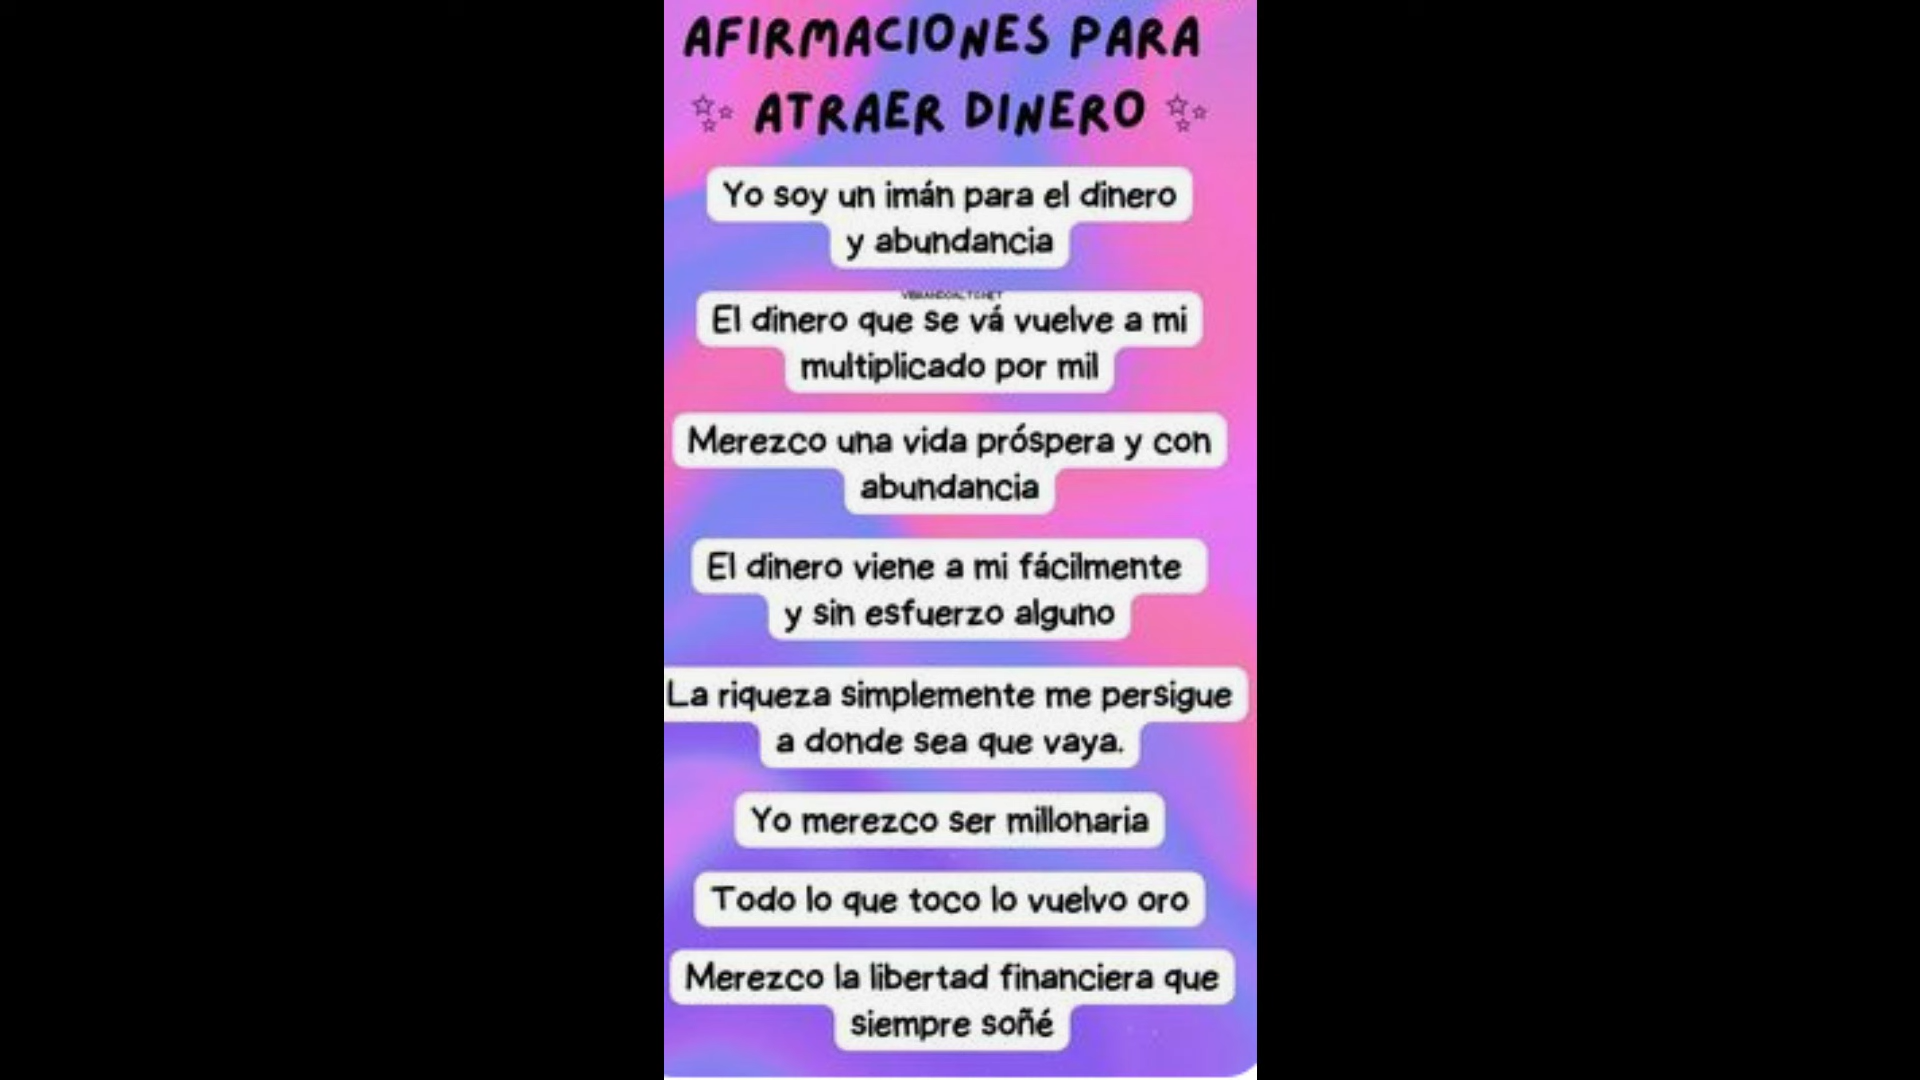 AFIRMACIONES PARA
ATRAER DINERO
Yo soy un imán para el dinero
y abundancia
VIBRANDOALTO.NET
El dinero que se vá vuelve a mi
multiplicado por mil
Merezco una vida próspera y con
abundancia
El dinero viene a mi fácilmente
y sin esfuerzo alguno
La riqueza simplemente me persigue
a donde sea que vaya.
Yo merezco ser millonaria
Todo lo que toco lo vuelvo oro
Merezco la libertad financiera que
siempre soñé